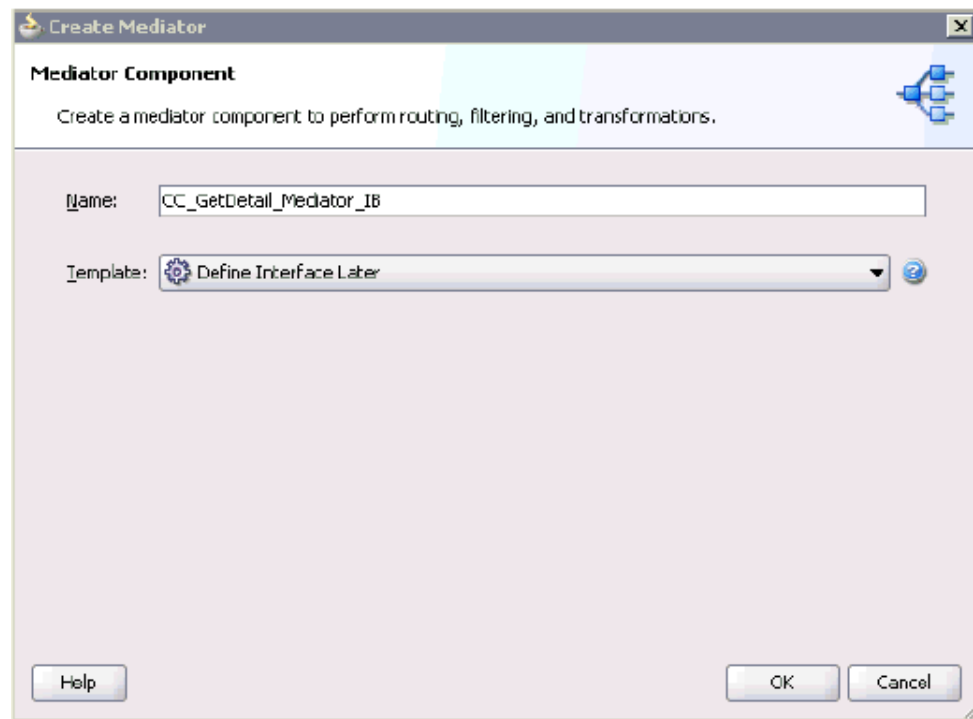 Create Mediator
Mediator Component
Create a mediator component to perform routing, filtering, and transformations.
Name: CC_GetDetail_Mediator_IB
Template: Define Interface Later
Help OK Cancel